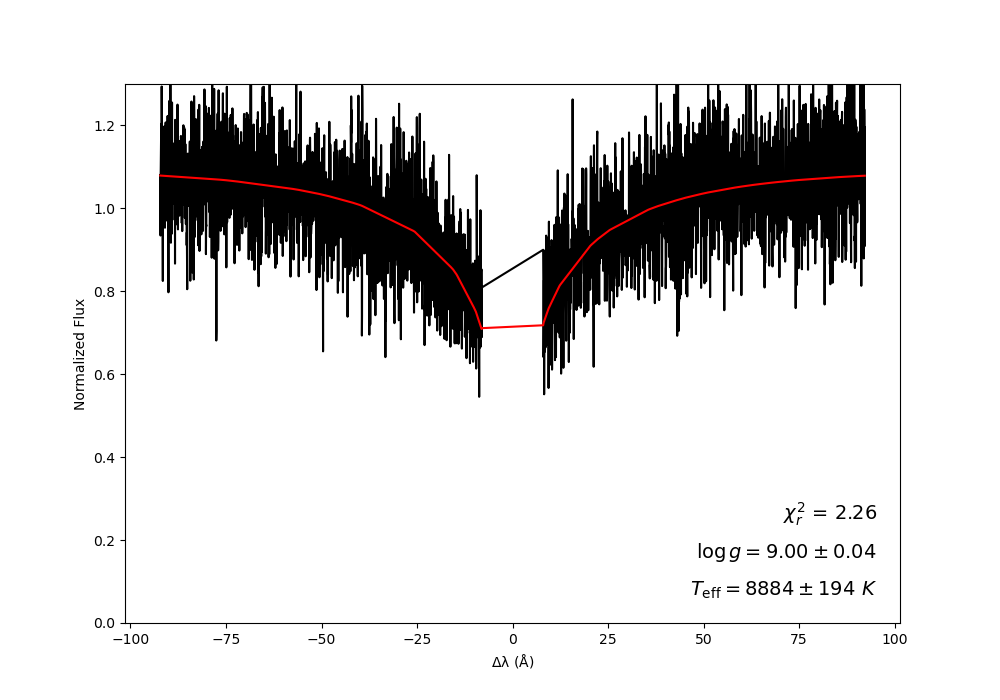 1.2
1.0
0.8
0.6
0.4
0.2
0.0
Normalized Flux
χ²ᵣ = 2.26
log g = 9.00 ± 0.04
T_eff = 8884 ± 194 K
−100 −75 −50 −25 0 25 50 75 100
Δλ (Å)